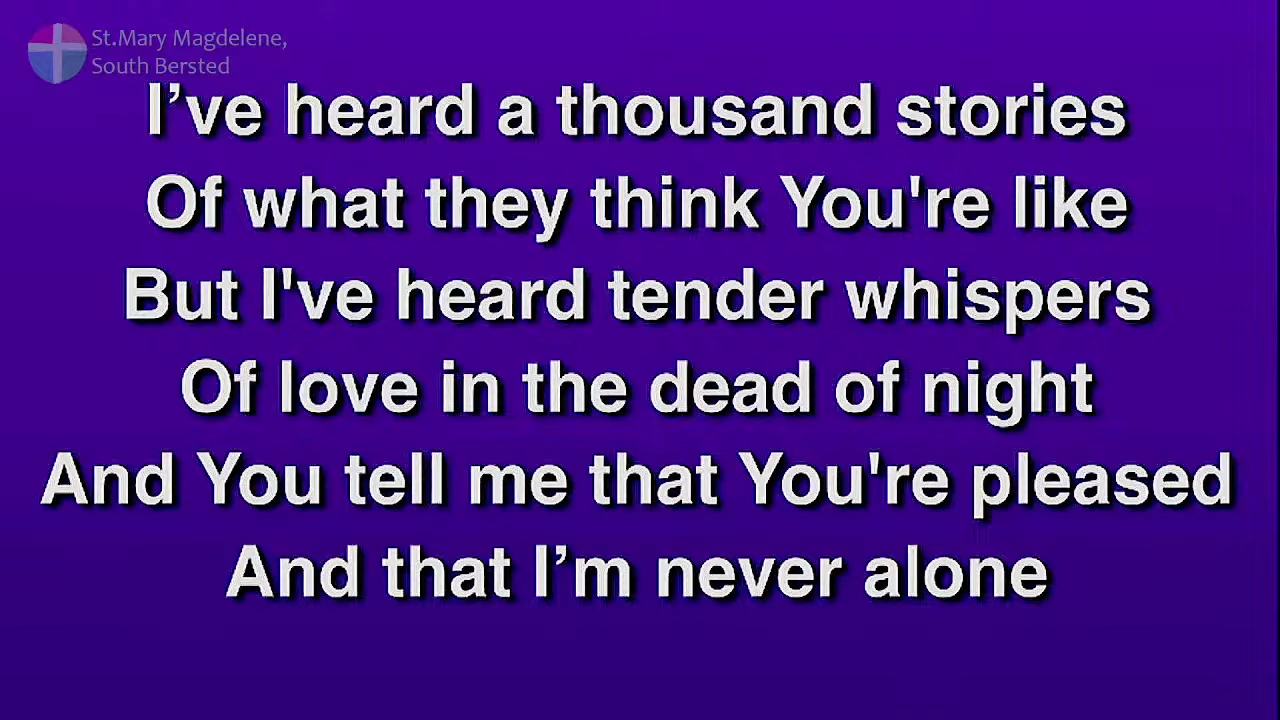 St.Mary Magdelene,
South Bersted
I’ve heard a thousand stories
Of what they think You're like
But I've heard tender whispers
Of love in the dead of night
And You tell me that You're pleased
And that I’m never alone